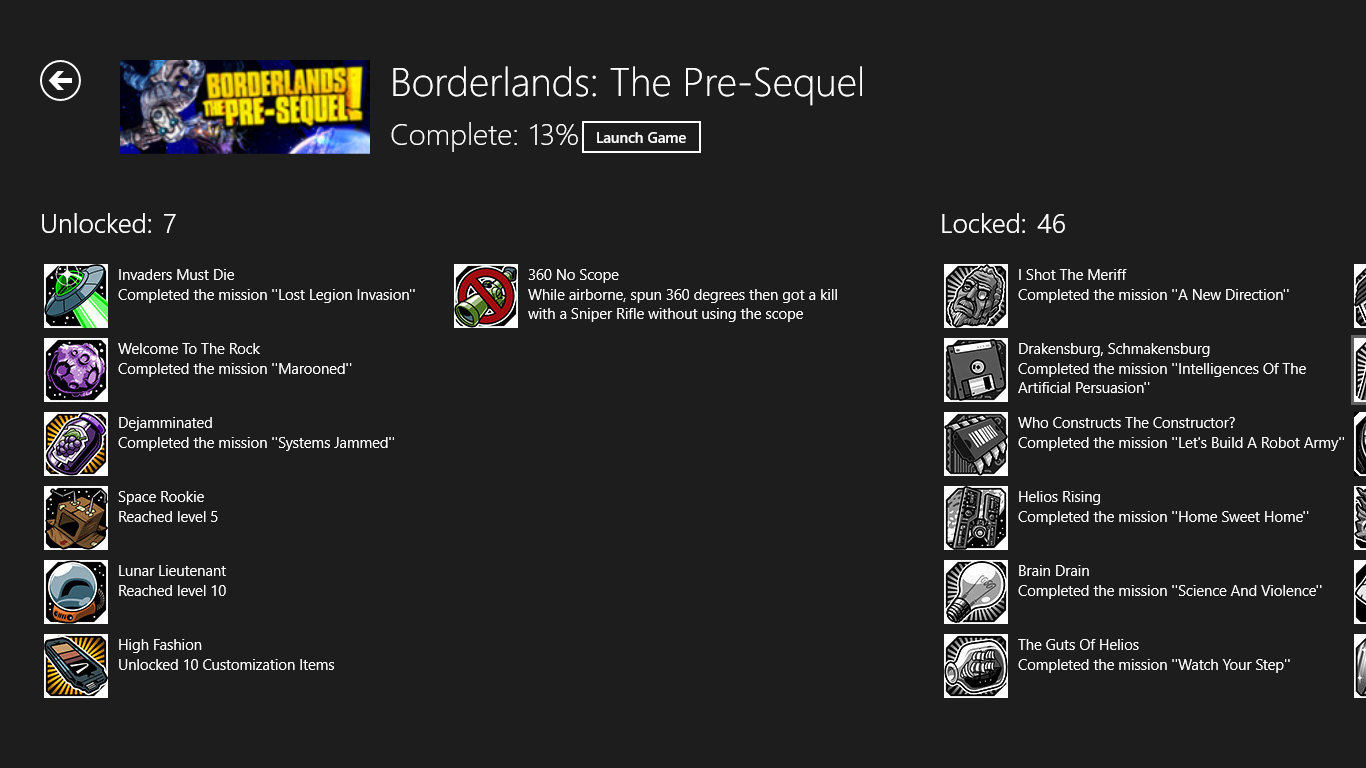 BORDERLANDS
THE PRE-SEQUEL!
Borderlands: The Pre-Sequel
Complete: 13%
Launch Game
Unlocked: 7
Invaders Must Die
Completed the mission "Lost Legion Invasion"
Welcome To The Rock
Completed the mission "Marooned"
Dejamminated
Completed the mission "Systems Jammed"
Space Rookie
Reached level 5
Lunar Lieutenant
Reached level 10
High Fashion
Unlocked 10 Customization Items
360 No Scope
While airborne, spun 360 degrees then got a kill
with a Sniper Rifle without using the scope
Locked: 46
I Shot The Meriff
Completed the mission "A New Direction"
Drakensburg, Schmakensburg
Completed the mission "Intelligences Of The
Artificial Persuasion"
Who Constructs The Constructor?
Completed the mission "Let's Build A Robot Army"
Helios Rising
Completed the mission "Home Sweet Home"
Brain Drain
Completed the mission "Science And Violence"
The Guts Of Helios
Completed the mission "Watch Your Step"